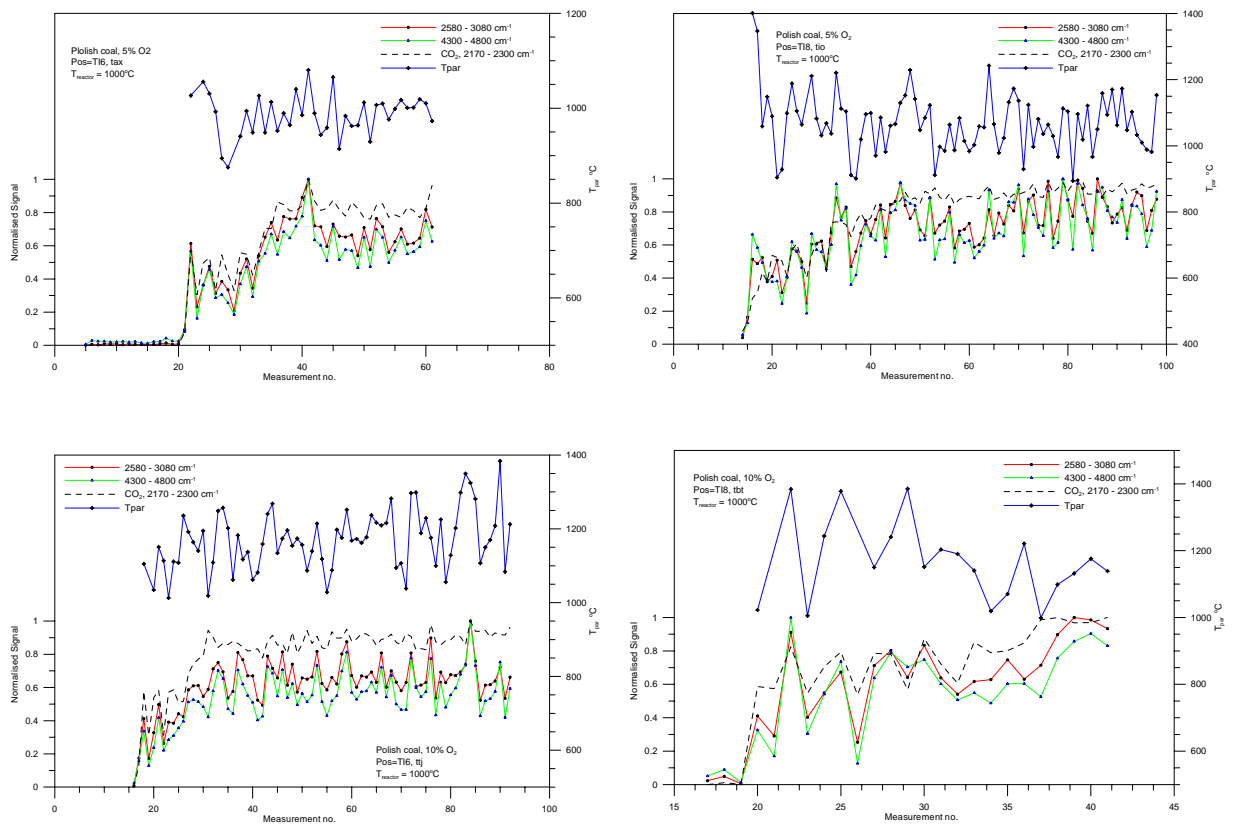 2580 - 3080 cm⁻¹
4300 - 4800 cm⁻¹
CO₂, 2170 - 2300 cm⁻¹
Tpar
Plolish coal, 5% O2
Pos=TI6, tax
T_reactor = 1000°C
1200
1000
800
600
T_par °C
1
0.8
0.6
0.4
0.2
0
Normalised Signal
0 20 40 60 80
Measurement no.
2580 - 3080 cm⁻¹
4300 - 4800 cm⁻¹
CO₂, 2170 - 2300 cm⁻¹
Tpar
Polish coal, 5% O₂
Pos=TI8, tio
T_reactor = 1000°C
1400
1200
1000
800
600
400
T_par °C
1
0.8
0.6
0.4
0.2
0
Normalised Signal
0 20 40 60 80 100
Measurement no.
2580 - 3080 cm⁻¹
4300 - 4800 cm⁻¹
CO₂, 2170 - 2300 cm⁻¹
Tpar
1400
1200
1000
800
600
T_par °C
1
0.8
0.6
0.4
0.2
0
Normalised Signal
Polish coal, 10% O₂
Pos=TI6, ttj
T_reactor = 1000°C
0 20 40 60 80 100
Measurement no.
Polish coal, 10% O₂
Pos=TI8, tbt
T_reactor = 1000°C
2580 - 3080 cm⁻¹
4300 - 4800 cm⁻¹
CO₂, 2170 - 2300 cm⁻¹
Tpar
1400
1200
1000
800
600
T_par °C
1
0.8
0.6
0.4
0.2
0
Normalised Signal
15 20 25 30 35 40 45
Measurement no.